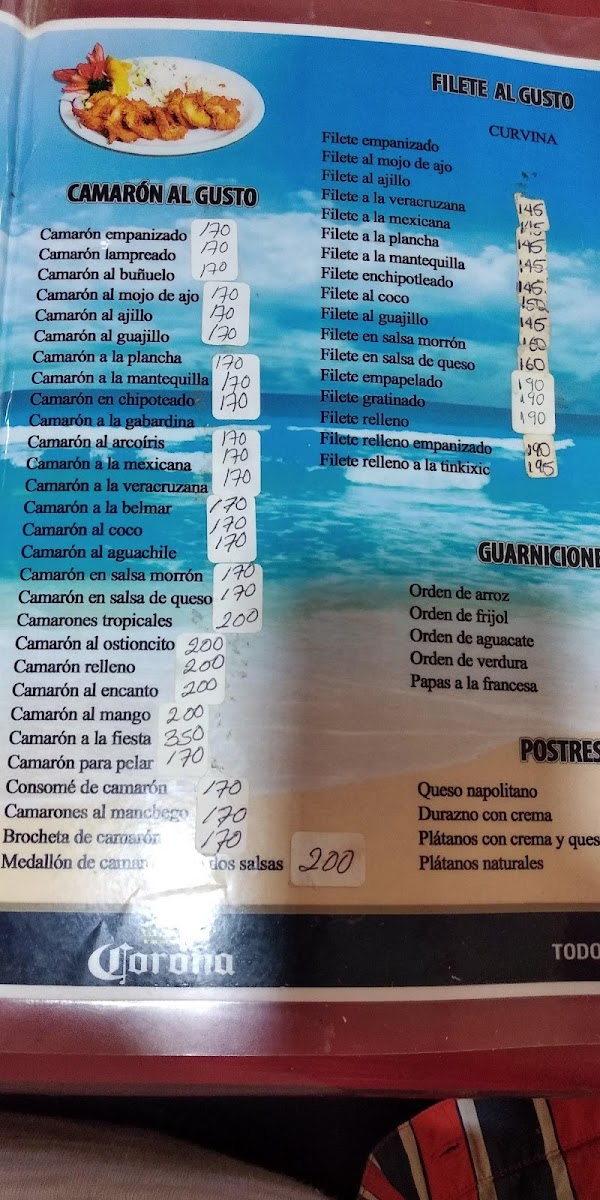 CAMARÓN AL GUSTO
Camarón empanizado 170
Camarón lampreado 170
Camarón al buñuelo 170
Camarón al mojo de ajo 170
Camarón al ajillo 170
Camarón al guajillo 170
Camarón a la plancha 170
Camarón a la mantequilla 170
Camarón en chipoteado 170
Camarón a la gabardina
Camarón al arcoíris 170
Camarón a la mexicana 170
Camarón a la veracruzana 170
Camarón a la belmar 170
Camarón al coco 170
Camarón al aguachile 170
Camarón en salsa morrón 170
Camarón en salsa de queso 170
Camarones tropicales 200
Camarón al ostioncito 200
Camarón relleno 200
Camarón al encanto 200
Camarón al mango 200
Camarón a la fiesta 350
Camarón para pelar 170
Consomé de camarón 170
Camarones al manchego 170
Brocheta de camarón 170
Medallón de camar dos salsas 200
FILETE AL GUSTO
CURVINA
Filete empanizado
Filete al mojo de ajo
Filete al ajillo
Filete a la veracruzana 145
Filete a la mexicana 145
Filete a la plancha 145
Filete a la mantequilla 145
Filete enchipotleado 145
Filete al coco
Filete al guajillo 145
Filete en salsa morrón 160
Filete en salsa de queso 160
Filete empapelado 190
Filete gratinado 190
Filete relleno 190
Filete relleno empanizado 190
Filete relleno a la tinkixic 195
GUARNICIONE
Orden de arroz
Orden de frijol
Orden de aguacate
Orden de verdura
Papas a la francesa
POSTRES
Queso napolitano
Durazno con crema
Plátanos con crema y ques
Plátanos naturales
Corona
TODO